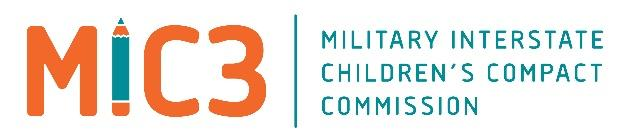 MIC3
MILITARY INTERSTATE
CHILDREN'S COMPACT
COMMISSION